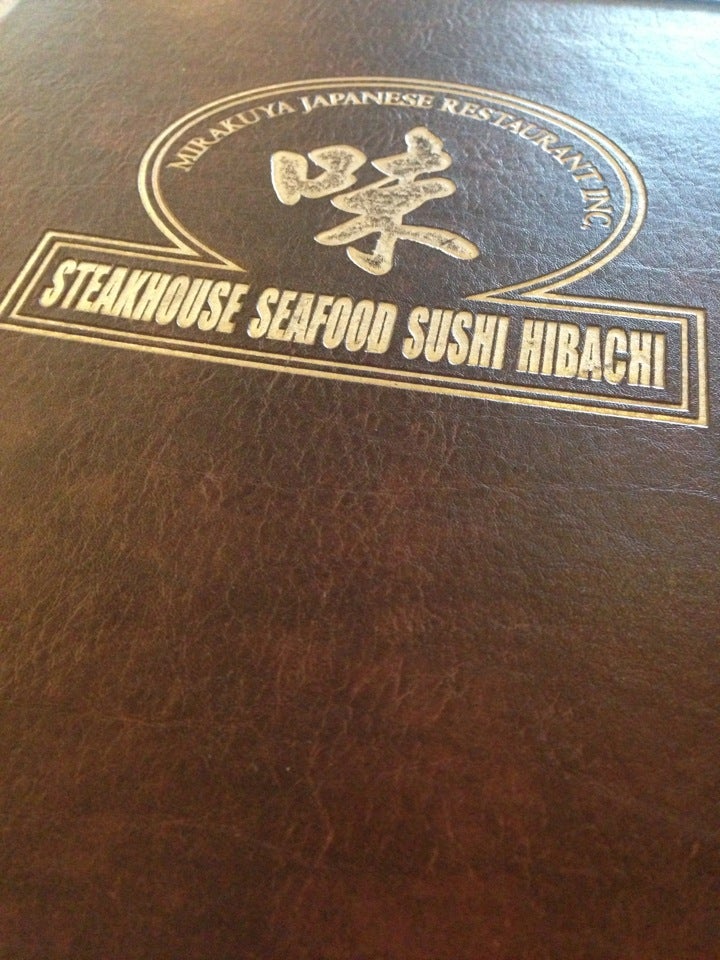 MIRAKUYA JAPANESE RESTAURANT INC.
味
STEAKHOUSE SEAFOOD SUSHI HIBACHI